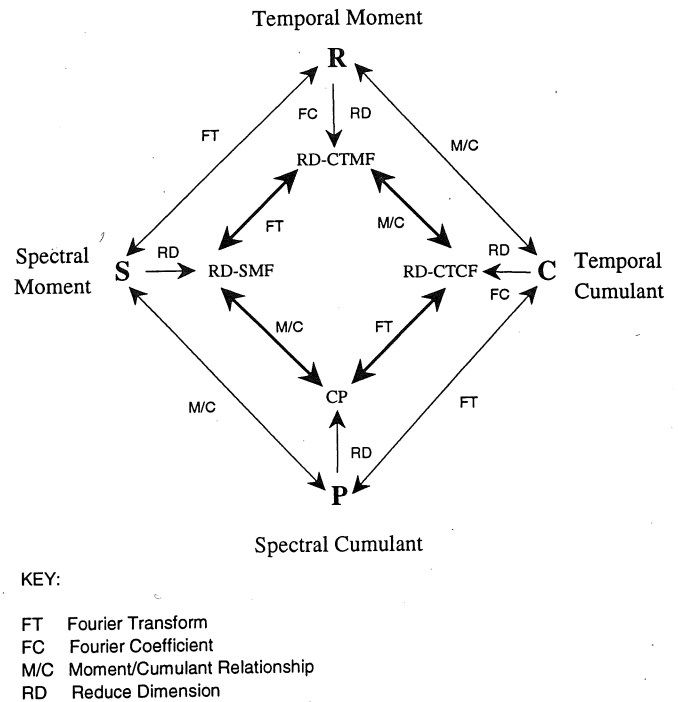 Temporal Moment
R
FC RD
FT
M/C
RD-CTMF
FT
M/C
Spectral
Moment
S
RD
RD-SMF
RD-CTCF
RD
FC
C
Temporal
Cumulant
M/C
FT
CP
M/C
FT
RD
P
Spectral Cumulant
KEY:
FT Fourier Transform
FC Fourier Coefficient
M/C Moment/Cumulant Relationship
RD Reduce Dimension